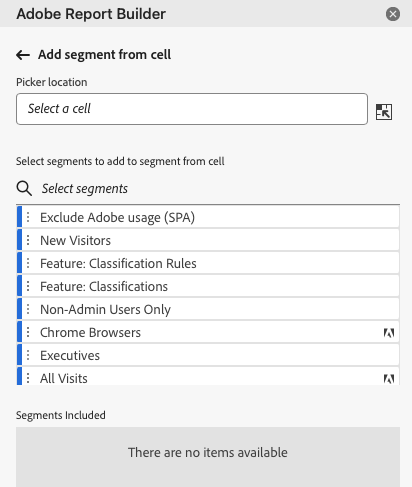 Adobe Report Builder
Add segment from cell
Picker location
Select a cell
Select segments to add to segment from cell
Select segments
Exclude Adobe usage (SPA)
New Visitors
Feature: Classification Rules
Feature: Classifications
Non-Admin Users Only
Chrome Browsers
Executives
All Visits
Segments Included
There are no items available